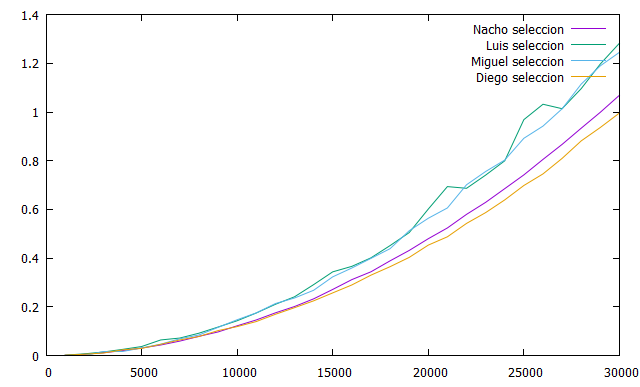 1.4
1.2
1
0.8
0.6
0.4
0.2
0
Nacho seleccion
Luis seleccion
Miguel seleccion
Diego seleccion
0 5000 10000 15000 20000 25000 30000